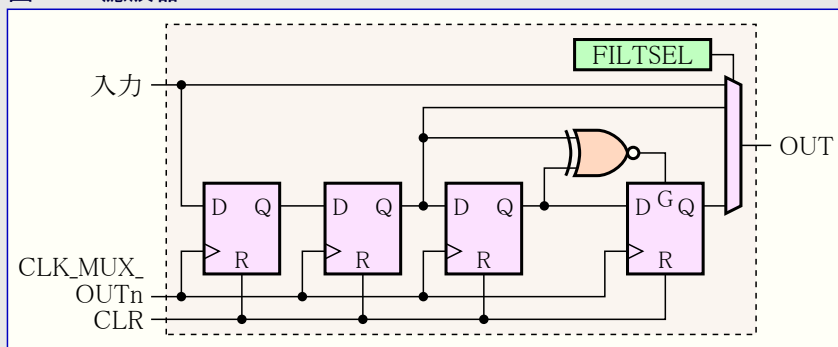 FILTSEL
入力
OUT
D Q
D Q
D Q
D G Q
R
R
R
R
CLK_MUX_
OUTn
CLR